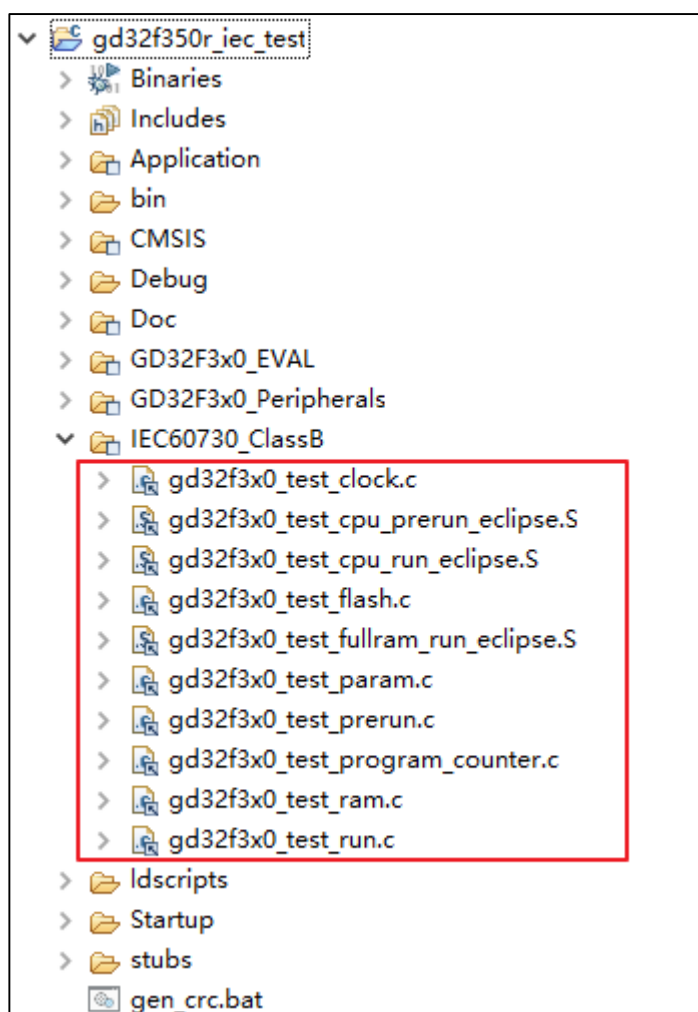 gd32f350r_iec_test
Binaries
Includes
Application
bin
CMSIS
Debug
Doc
GD32F3x0_EVAL
GD32F3x0_Peripherals
IEC60730_ClassB
gd32f3x0_test_clock.c
gd32f3x0_test_cpu_prerun_eclipse.S
gd32f3x0_test_cpu_run_eclipse.S
gd32f3x0_test_flash.c
gd32f3x0_test_fullram_run_eclipse.S
gd32f3x0_test_param.c
gd32f3x0_test_prerun.c
gd32f3x0_test_program_counter.c
gd32f3x0_test_ram.c
gd32f3x0_test_run.c
ldscripts
Startup
stubs
gen_crc.bat